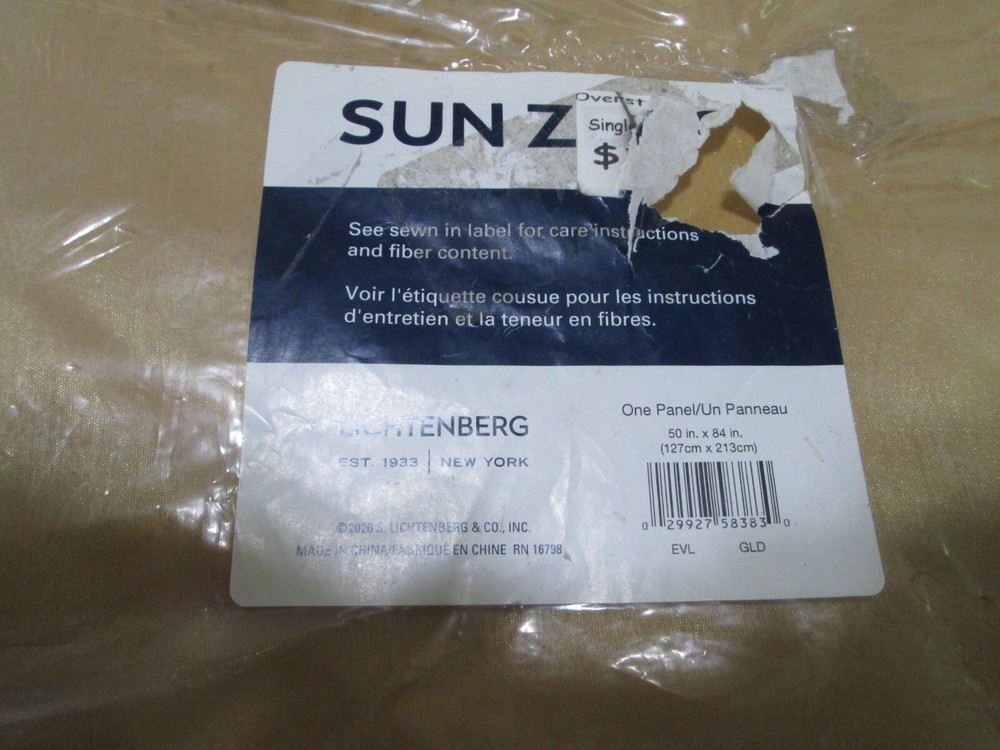 SUN Z
Overst
Singl
$
See sewn in label for care instructions
and fiber content.
Voir l'étiquette cousue pour les instructions
d'entretien et la teneur en fibres.
LICHTENBERG
EST. 1933 | NEW YORK
©2020 S. LICHTENBERG & CO., INC.
MADE IN CHINA/FABRIQUÉ EN CHINE RN 16798
One Panel/Un Panneau
50 in. x 84 in.
(127cm x 213cm)
0 29927 58383 0
EVL GLD